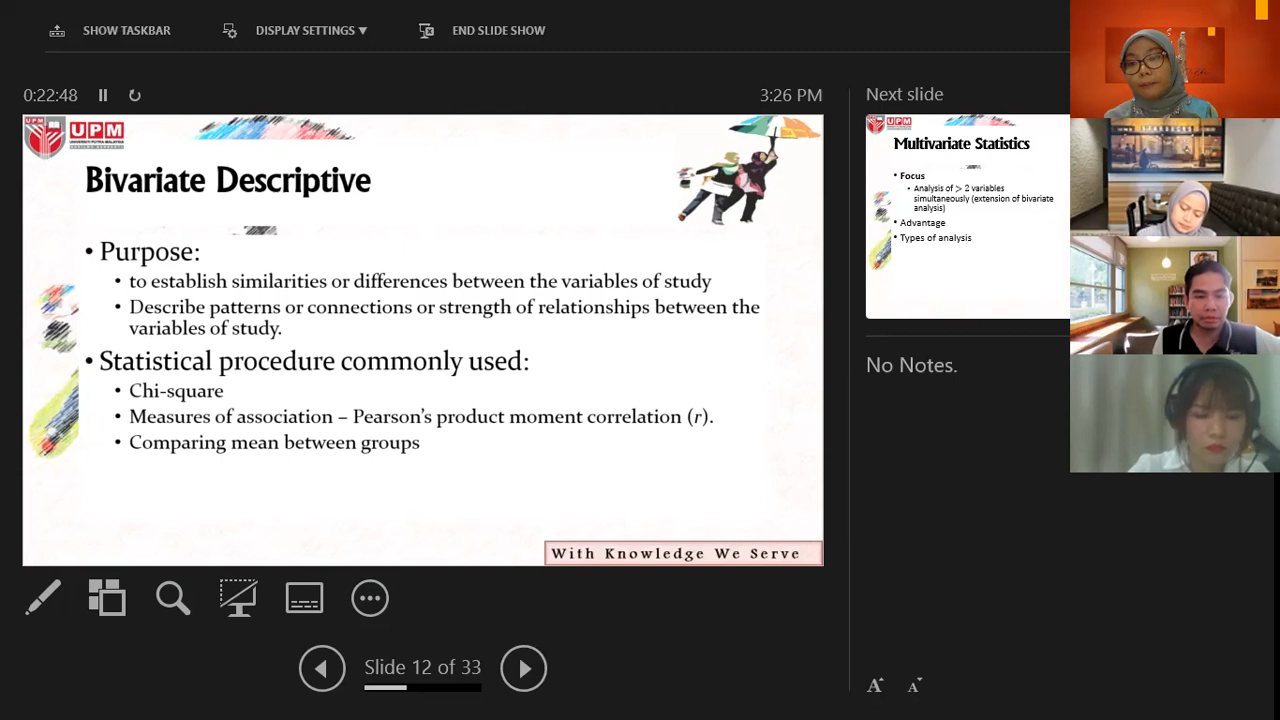 SHOW TASKBAR
DISPLAY SETTINGS ▼
END SLIDE SHOW
0:22:48
3:26 PM
UPM
UNIVERSITI PUTRA MALAYSIA
Bivariate Descriptive
• Purpose:
• to establish similarities or differences between the variables of study
• Describe patterns or connections or strength of relationships between the
variables of study.
• Statistical procedure commonly used:
• Chi-square
• Measures of association – Pearson's product moment correlation (r).
• Comparing mean between groups
With Knowledge We Serve
Slide 12 of 33
Next slide
UPM
Multivariate Statistics
• Focus
• Analysis of > 2 variables
simultaneously (extension of bivariate
analysis)
• Advantage
• Types of analysis
No Notes.
A A